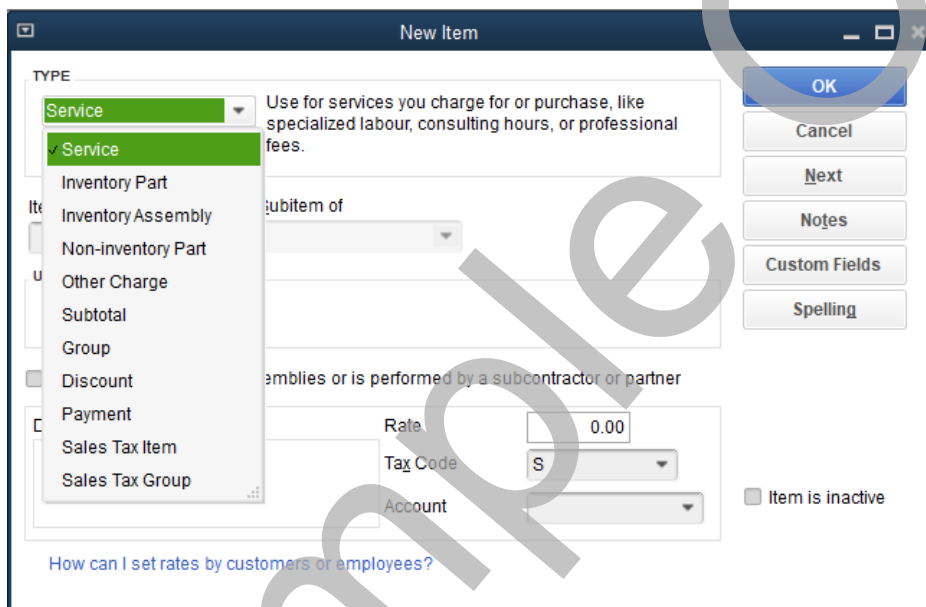 New Item
TYPE
Service
Use for services you charge for or purchase, like
specialized labour, consulting hours, or professional
fees.
OK
Cancel
Next
Notes
Custom Fields
Spelling
Service
Inventory Part
Inventory Assembly
Non-inventory Part
Other Charge
Subtotal
Group
Discount
Payment
Sales Tax Item
Sales Tax Group
of
or is performed by a subcontractor or partner
Rate
0.00
Tax Code
S
Account
Item is inactive
How can I set rates by customers or employees?